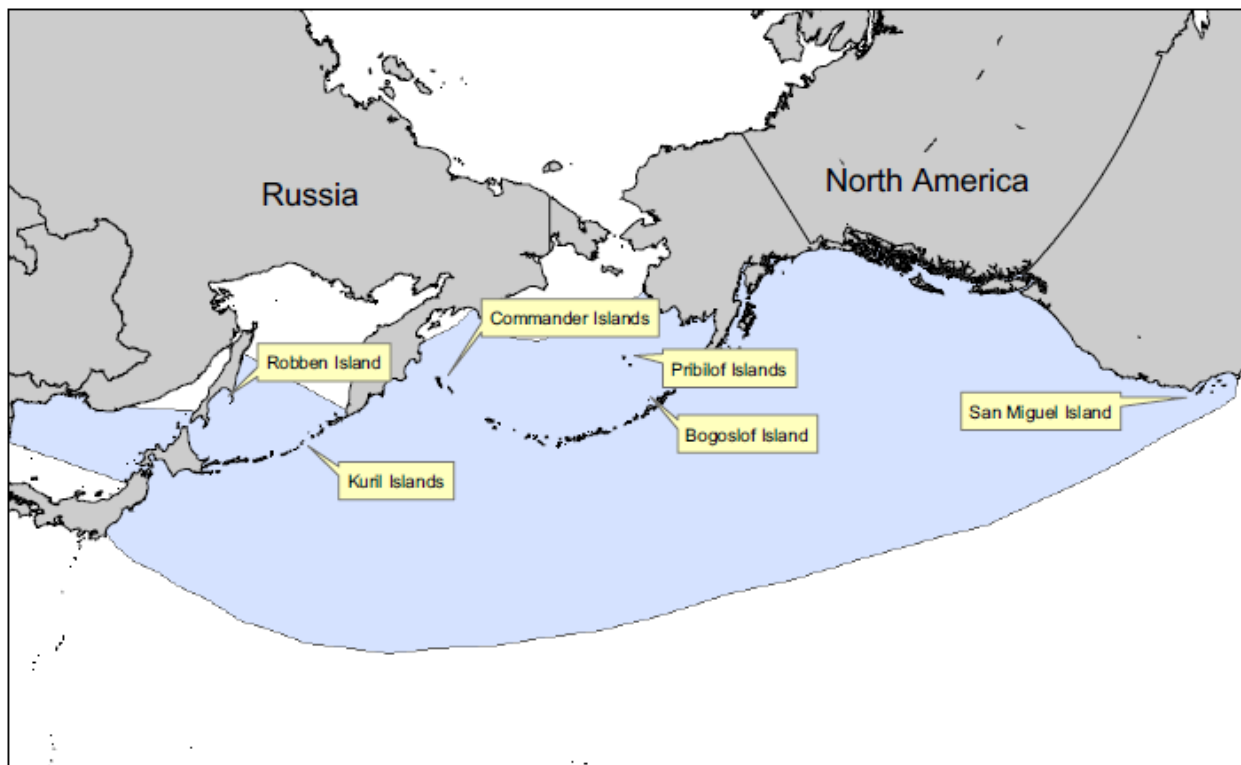 Russia
North America
Commander Islands
Robben Island
Pribilof Islands
San Miguel Island
Bogoslof Island
Kuril Islands